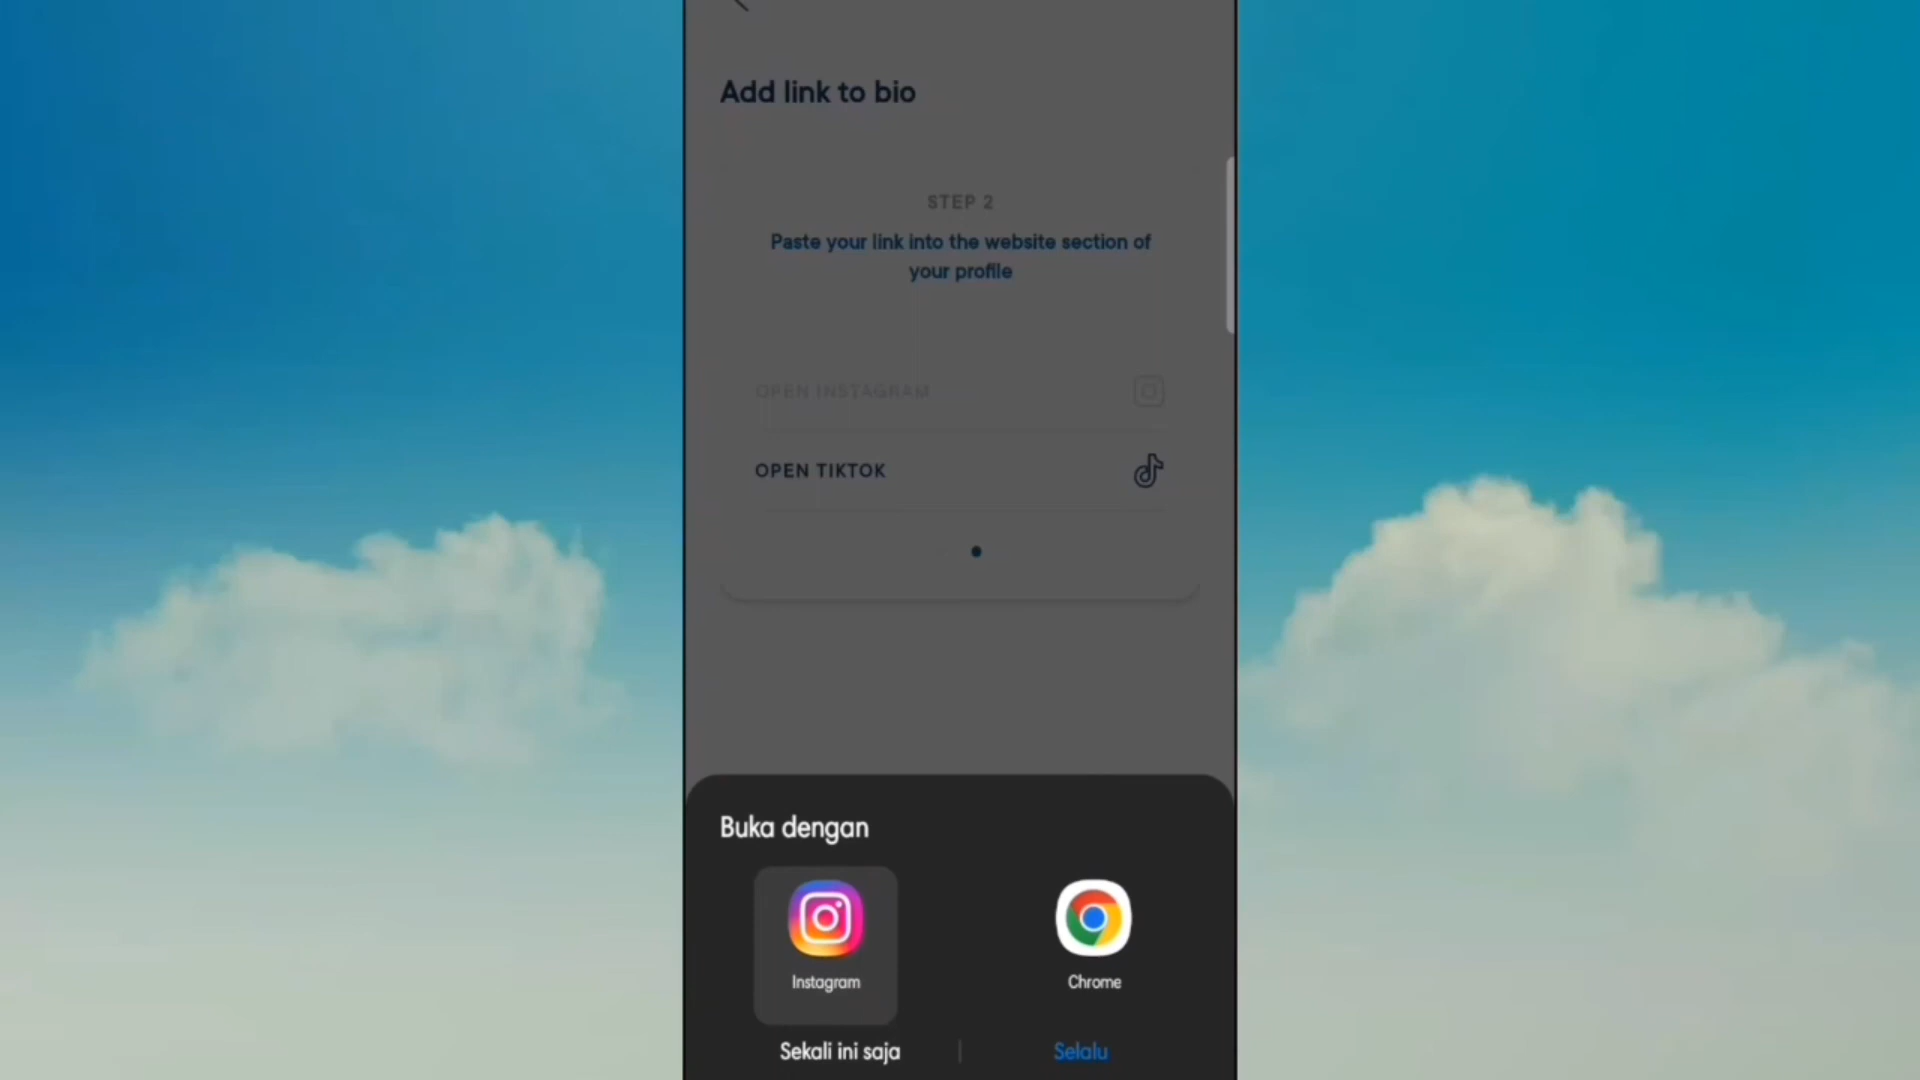 Add link to bio
STEP 2
Paste your link into the website section of
your profile
OPEN INSTAGRAM
OPEN TIKTOK
Buka dengan
Instagram
Chrome
Sekali ini saja
Selalu